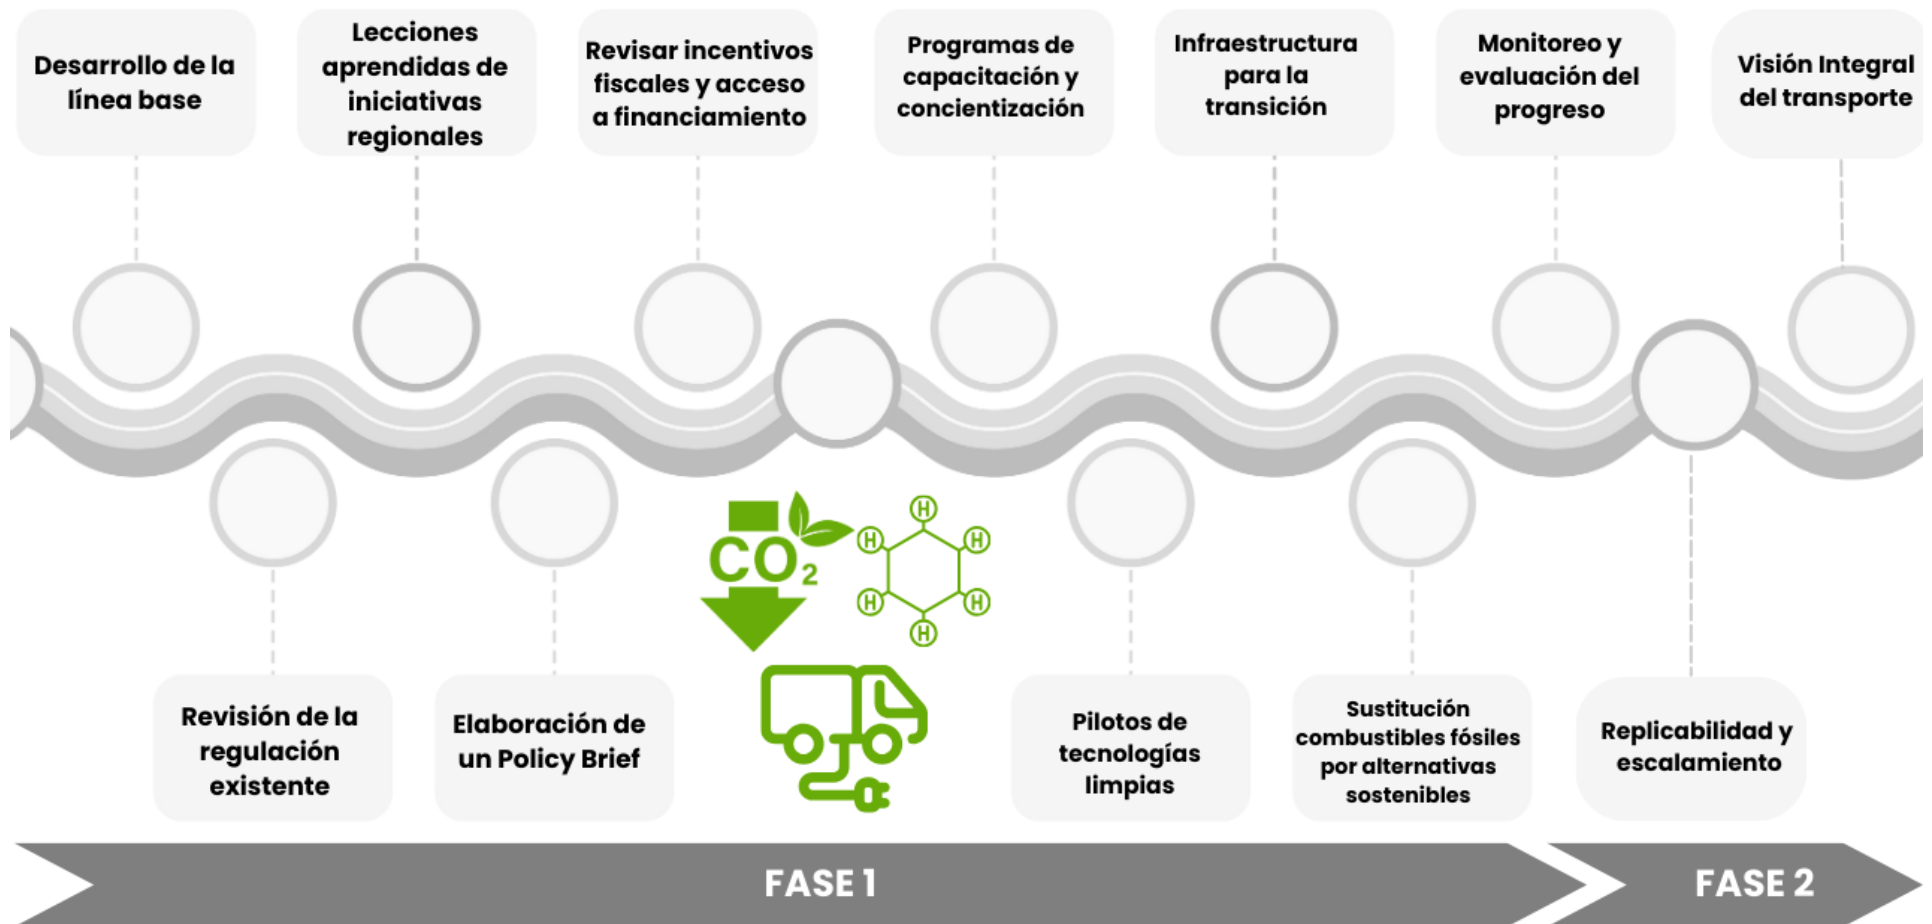 Desarrollo de la
línea base
Lecciones
aprendidas de
iniciativas
regionales
Revisar incentivos
fiscales y acceso
a financiamiento
Programas de
capacitación y
concientización
Infraestructura
para la
transición
Monitoreo y
evaluación del
progreso
Visión Integral
del transporte
CO2
H
H
H
H
H
H
Revisión de la
regulación
existente
Elaboración de
un Policy Brief
Pilotos de
tecnologías
limpias
Sustitución
combustibles fósiles
por alternativas
sostenibles
Replicabilidad y
escalamiento
FASE 1
FASE 2